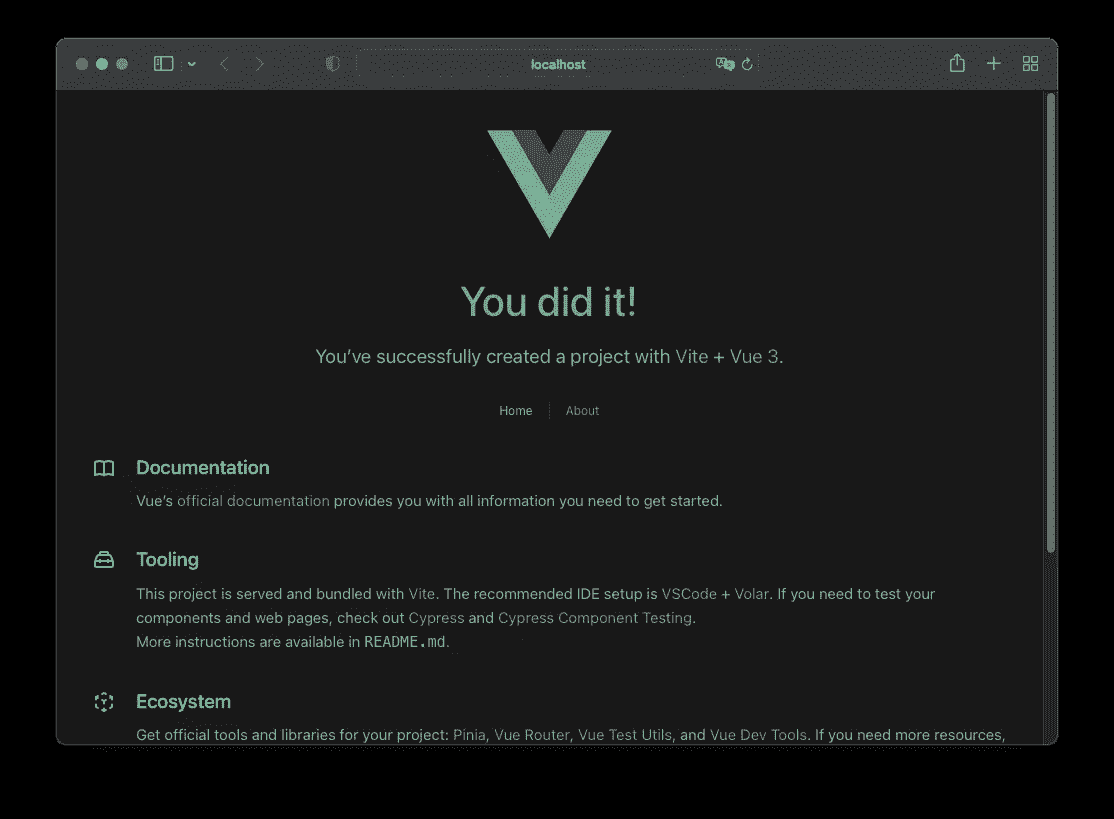 localhost
You did it!
You've successfully created a project with Vite + Vue 3.
Home
About
Documentation
Vue's official documentation provides you with all information you need to get started.
Tooling
This project is served and bundled with Vite. The recommended IDE setup is VSCode + Volar. If you need to test your
components and web pages, check out Cypress and Cypress Component Testing.
More instructions are available in README.md.
Ecosystem
Get official tools and libraries for your project: Pinia, Vue Router, Vue Test Utils, and Vue Dev Tools. If you need more resources,